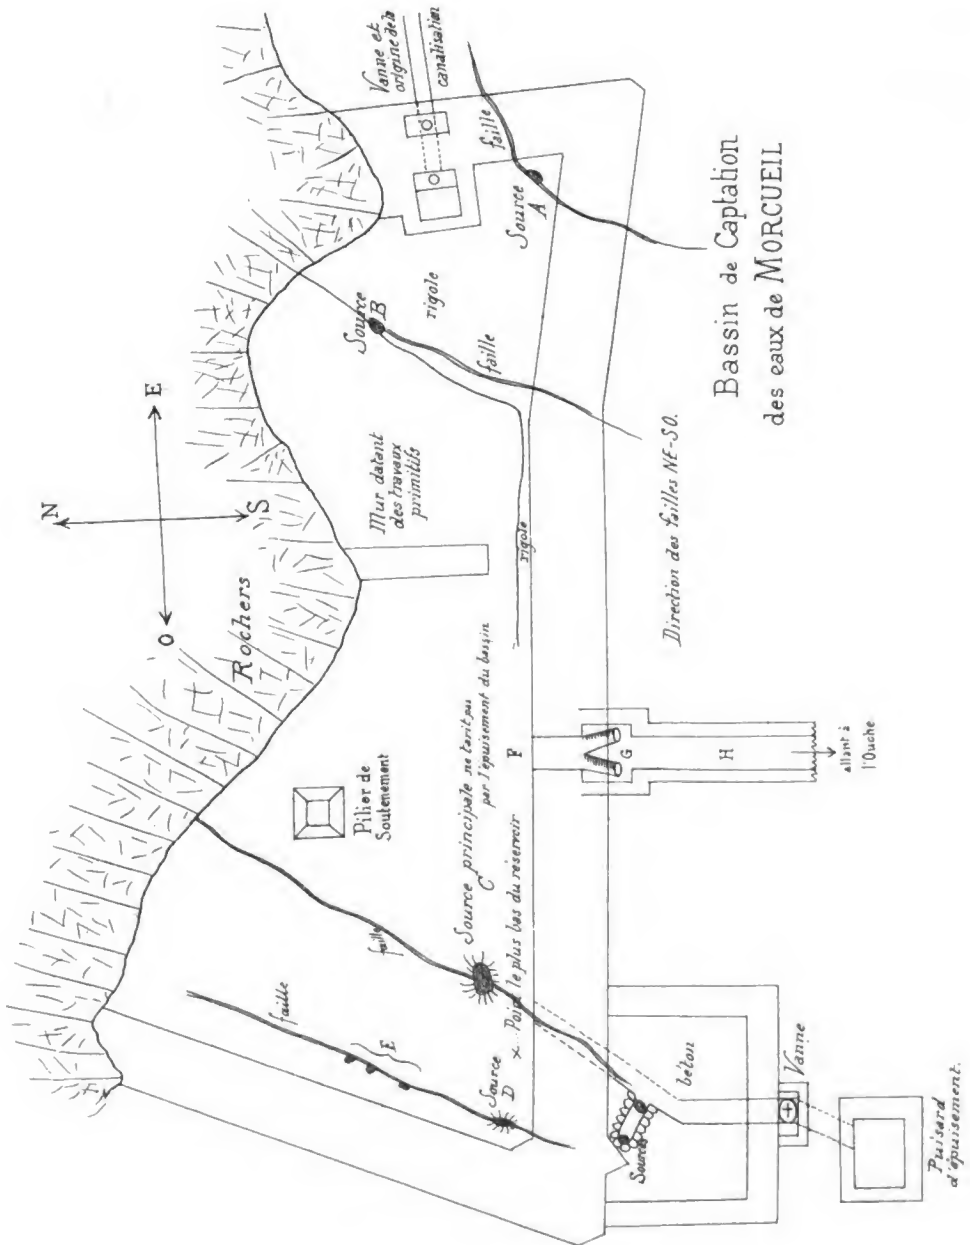 Bassin de Captation
des eaux de MORCUEIL
N
S
E
O
Rochers
Vanne et
origine de la
canalisation
faille
Source
A
Source
B
rigole
faille
Mur datant
des travaux
primitifs
rigole
Direction des failles NE-SO.
Pilier de
Soutenement
Source principale ne tarit pas
par l'épuisement du bassin
C
Point le plus bas du réservoir
faille
faille
E
Source
D
F
G
H
allant à
l'Ouche
Source
béton
Vanne
Puisard
d'épuisement.